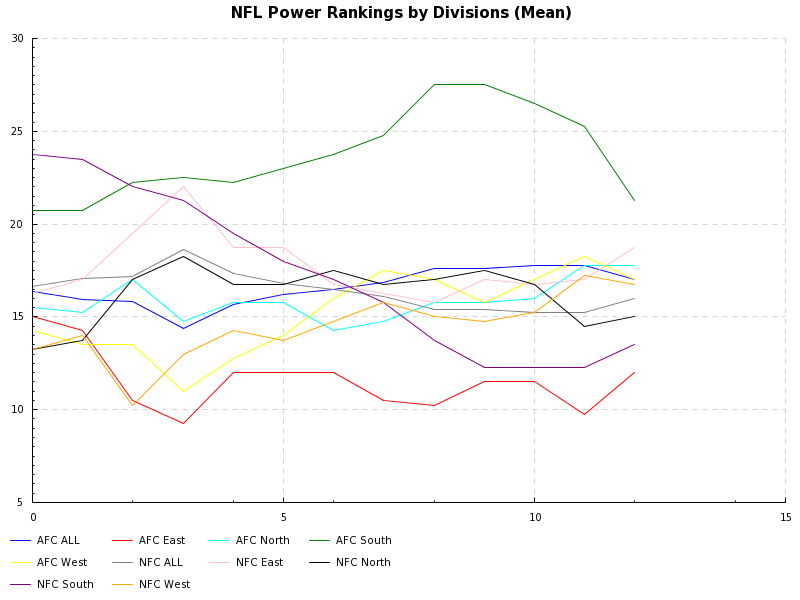 NFL Power Rankings by Divisions (Mean)
30
25
20
15
10
5
0 5 10 15
AFC ALL AFC East AFC North AFC South
AFC West NFC ALL NFC East NFC North
NFC South NFC West